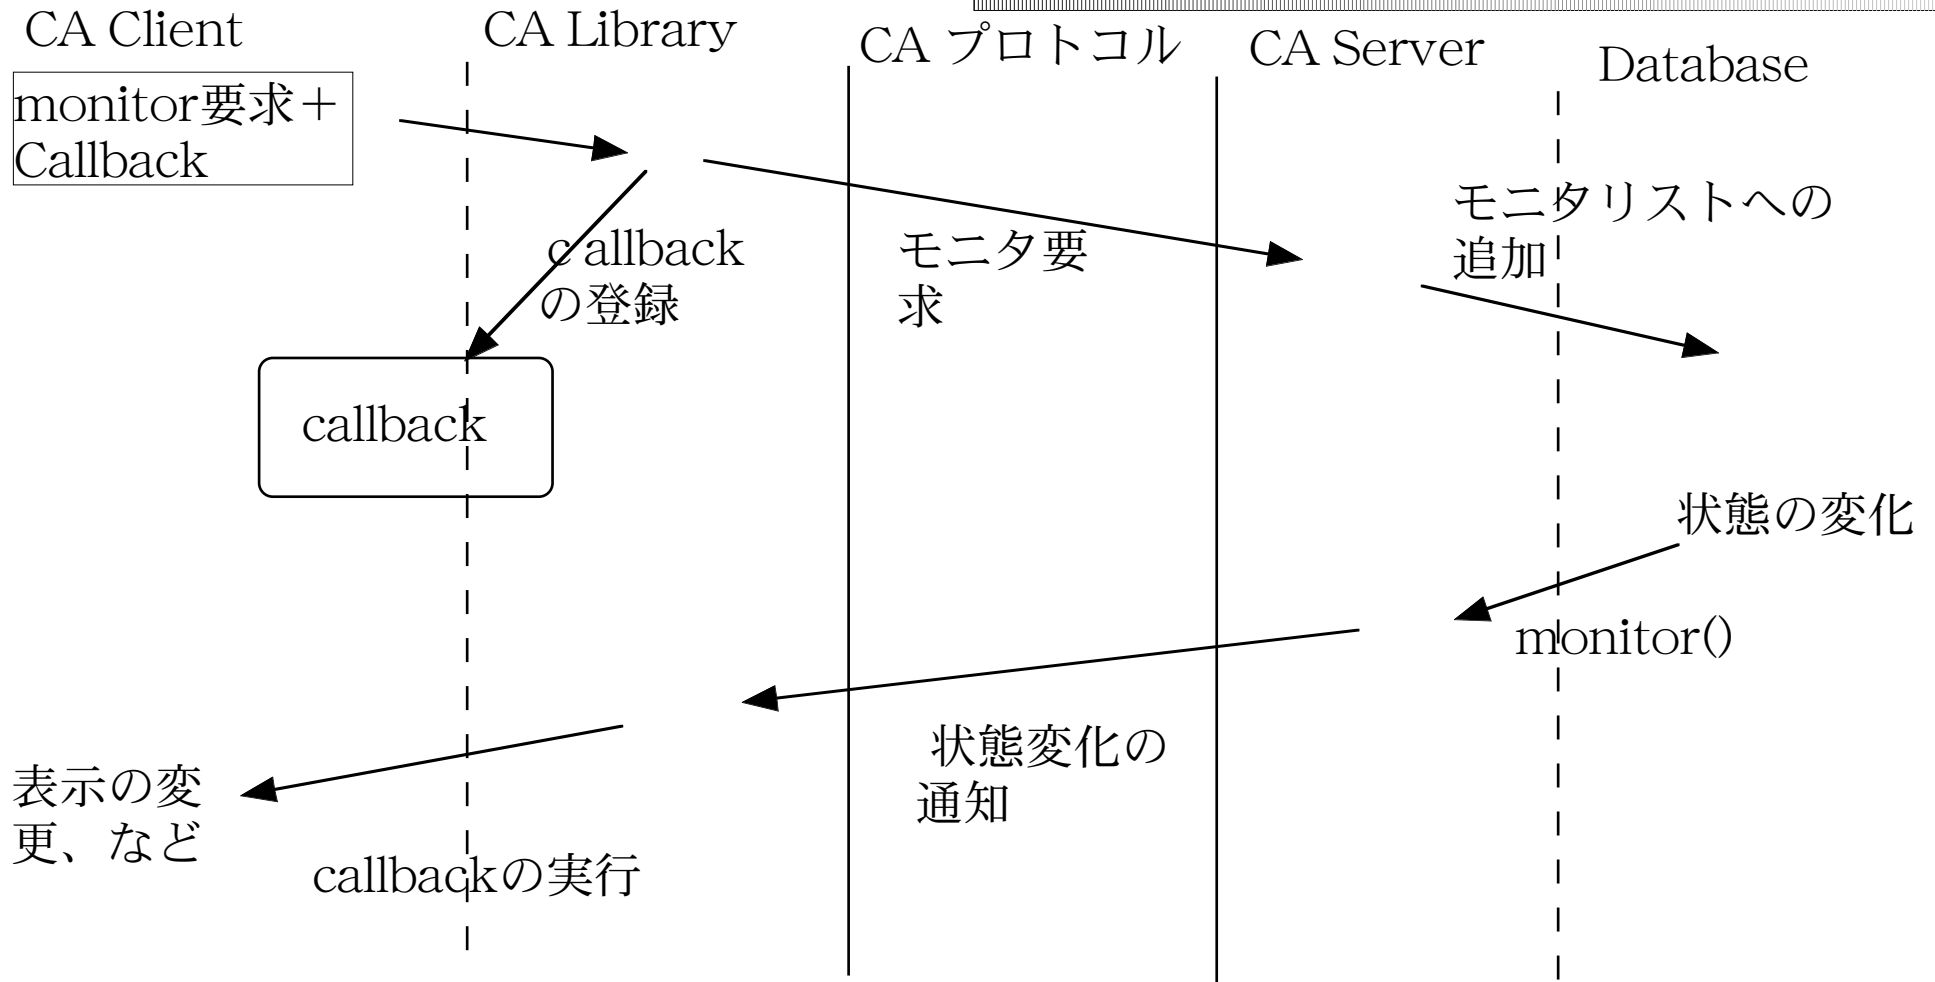 CA Client
CA Library
CA プロトコル
CA Server
Database
monitor要求＋
Callback
callback
の登録
モニタ要
求
モニタリストへの
追加
callback
状態の変化
monitor()
状態変化の
通知
表示の変
更、など
callbackの実行